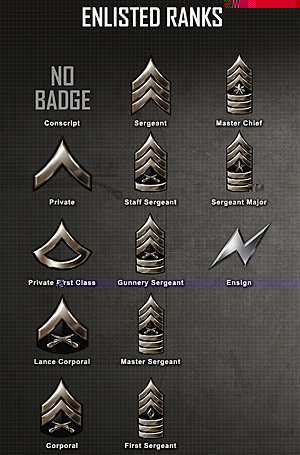 ENLISTED RANKS
NO
BADGE
Conscript Sergeant Master Chief
Private Staff Sergeant Sergeant Major
Private First Class Gunnery Sergeant Ensign
Lance Corporal Master Sergeant
Corporal First Sergeant